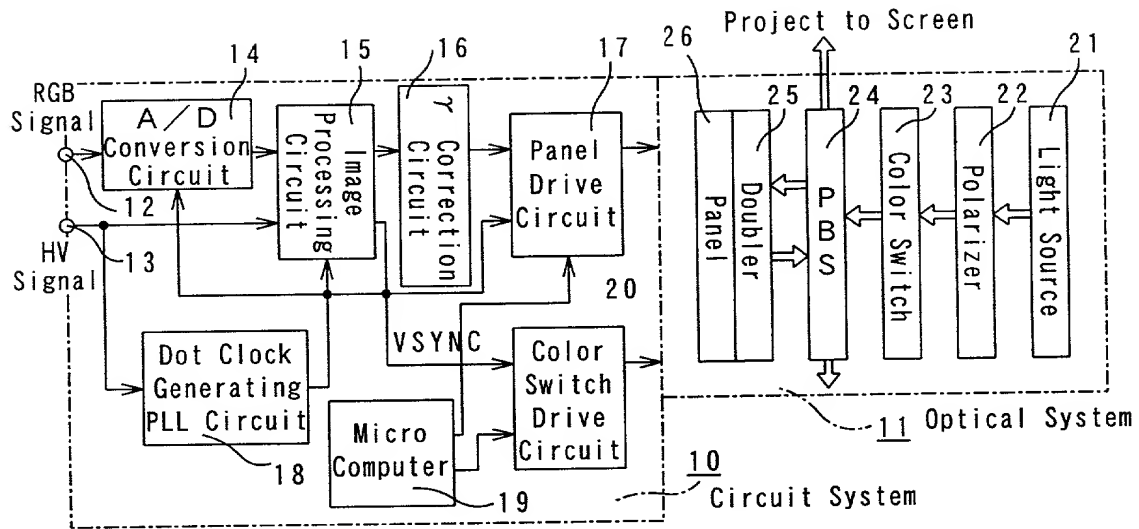 Project to Screen
14
15
16
17
26
21
25
24
23
22
RGB
Signal
A/D
Conversion
Circuit
Image
Processing
Circuit
γ Correction
Circuit
Panel
Drive
Circuit
Panel
Doubler
PBS
Color Switch
Polarizer
Light Source
12
13
HV
Signal
20
VSYNC
Dot Clock
Generating
PLL Circuit
Color
Switch
Drive
Circuit
Micro
Computer
18
19
11 Optical System
10
Circuit System